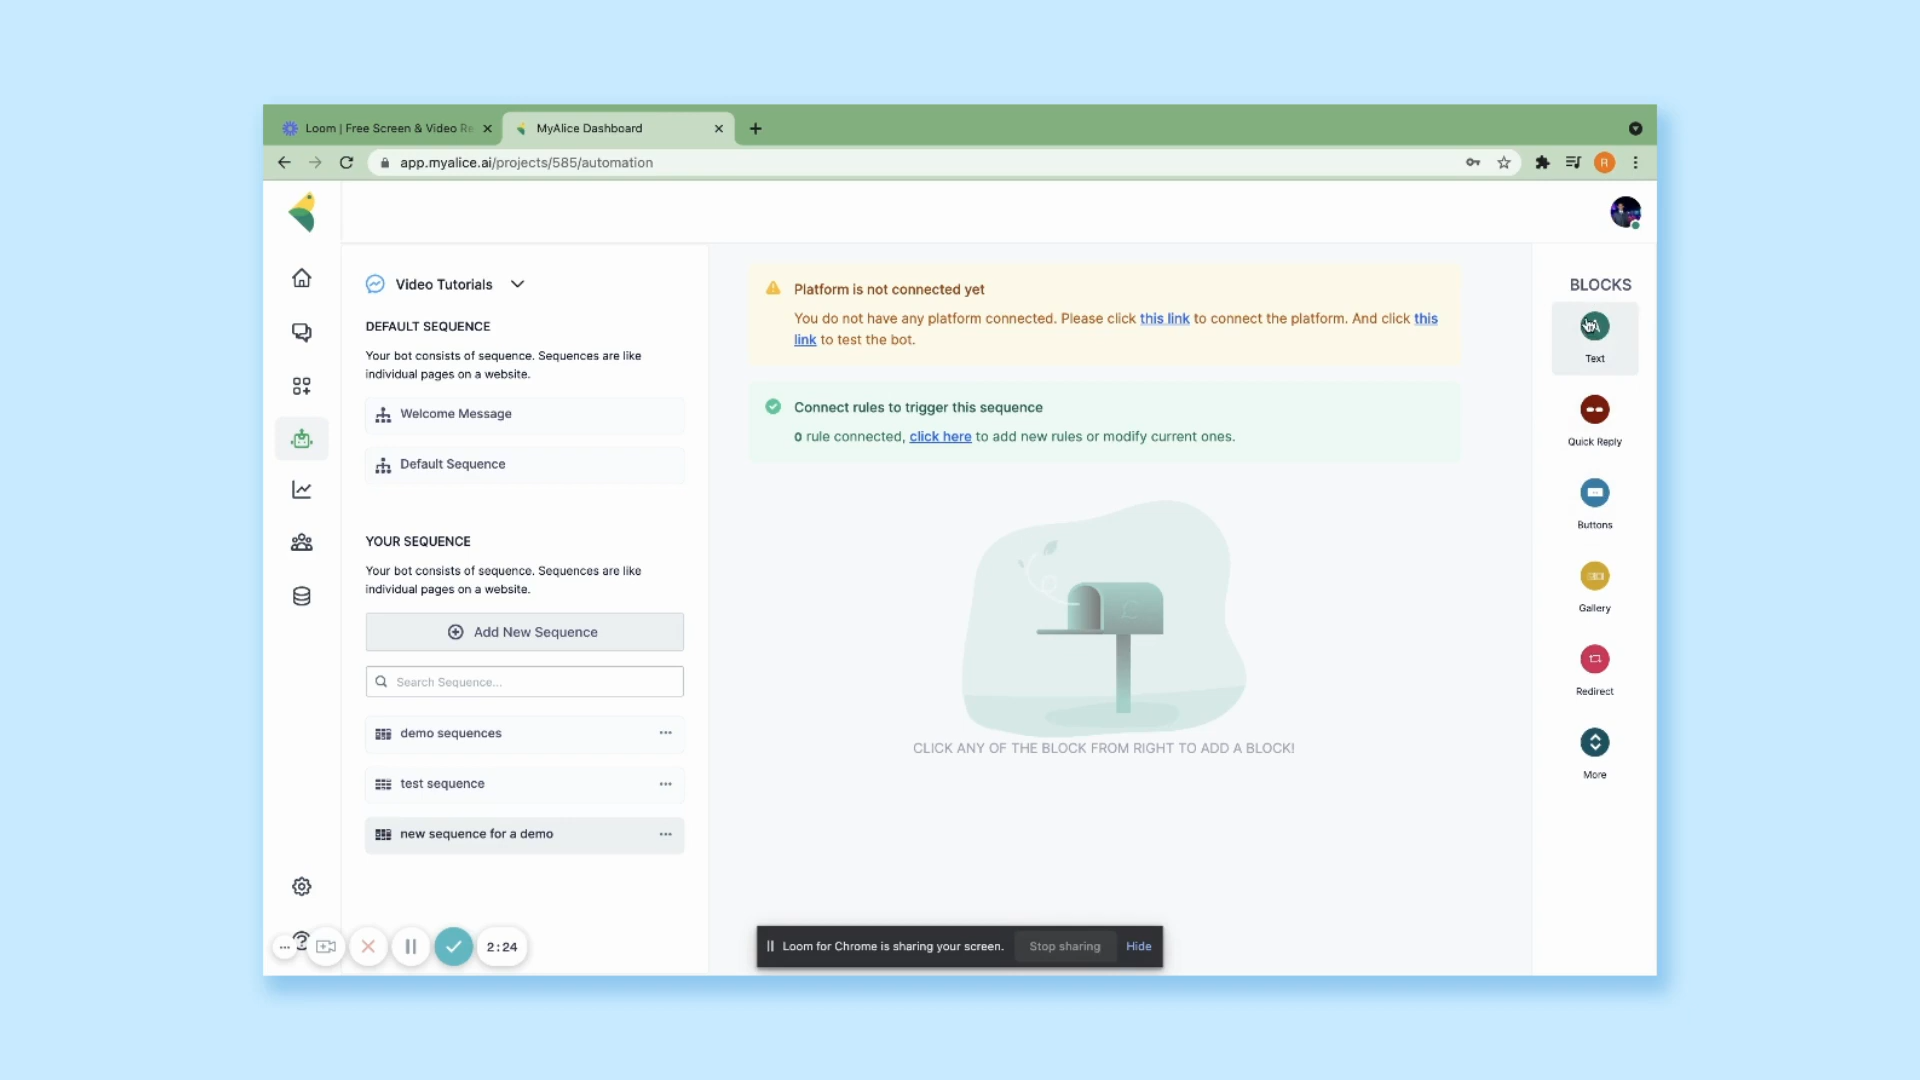 Loom | Free Screen & Video Re
MyAlice Dashboard
app.myalice.ai/projects/585/automation
R
Video Tutorials
DEFAULT SEQUENCE
Your bot consists of sequence. Sequences are like
individual pages on a website.
Welcome Message
Default Sequence
YOUR SEQUENCE
Your bot consists of sequence. Sequences are like
individual pages on a website.
Add New Sequence
Search Sequence...
demo sequences
test sequence
new sequence for a demo
2:24
Platform is not connected yet
You do not have any platform connected. Please click this link to connect the platform. And click this
link to test the bot.
Connect rules to trigger this sequence
0 rule connected, click here to add new rules or modify current ones.
CLICK ANY OF THE BLOCK FROM RIGHT TO ADD A BLOCK!
Loom for Chrome is sharing your screen.
Stop sharing
Hide
BLOCKS
Text
Quick Reply
Buttons
Gallery
Redirect
More